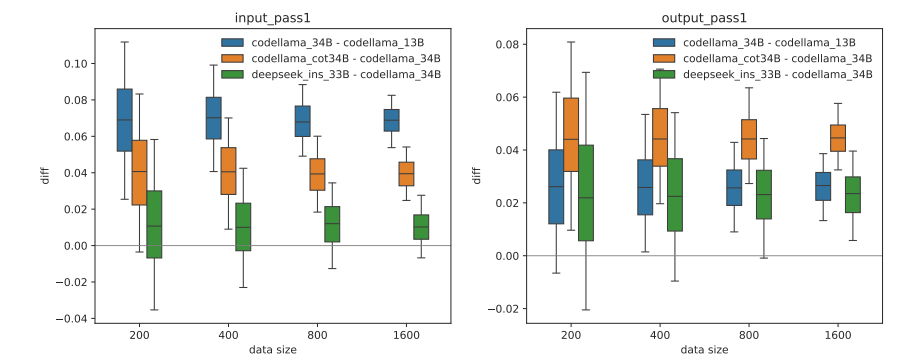 input_pass1
codellama_34B - codellama_13B
codellama_cot34B - codellama_34B
deepseek_ins_33B - codellama_34B
diff
0.10
0.08
0.06
0.04
0.02
0.00
−0.02
−0.04
200 400 800 1600
data size
output_pass1
codellama_34B - codellama_13B
codellama_cot34B - codellama_34B
deepseek_ins_33B - codellama_34B
diff
0.08
0.06
0.04
0.02
0.00
−0.02
200 400 800 1600
data size